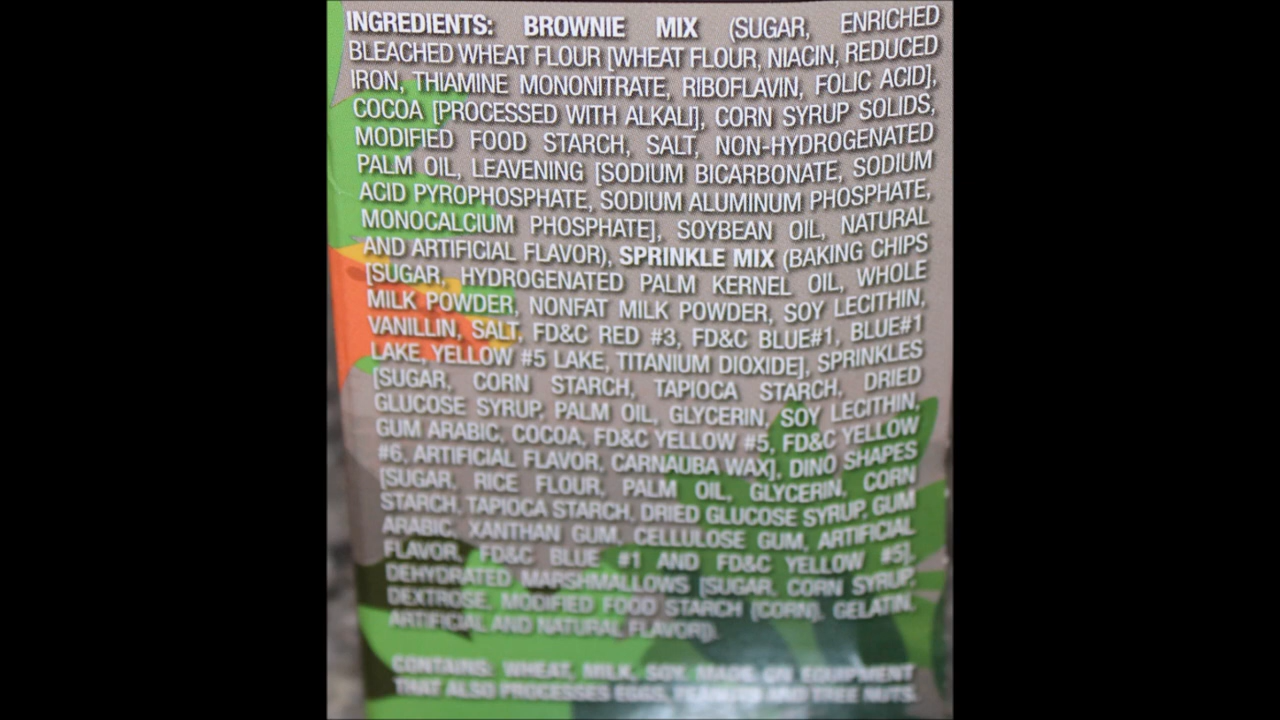 INGREDIENTS: BROWNIE MIX (SUGAR, ENRICHED
BLEACHED WHEAT FLOUR [WHEAT FLOUR, NIACIN, REDUCED
IRON, THIAMINE MONONITRATE, RIBOFLAVIN, FOLIC ACID],
COCOA [PROCESSED WITH ALKALI], CORN SYRUP SOLIDS,
MODIFIED FOOD STARCH, SALT, NON-HYDROGENATED
PALM OIL, LEAVENING [SODIUM BICARBONATE, SODIUM
ACID PYROPHOSPHATE, SODIUM ALUMINUM PHOSPHATE,
MONOCALCIUM PHOSPHATE], SOYBEAN OIL, NATURAL
AND ARTIFICIAL FLAVOR), SPRINKLE MIX (BAKING CHIPS
[SUGAR, HYDROGENATED PALM KERNEL OIL, WHOLE
MILK POWDER, NONFAT MILK POWDER, SOY LECITHIN,
VANILLIN, SALT, FD&C RED #3, FD&C BLUE#1, BLUE#1
LAKE, YELLOW #5 LAKE, TITANIUM DIOXIDE], SPRINKLES
[SUGAR, CORN STARCH, TAPIOCA STARCH, DRIED
GLUCOSE SYRUP, PALM OIL, GLYCERIN, SOY LECITHIN,
GUM ARABIC, COCOA, FD&C YELLOW #5, FD&C YELLOW
#6, ARTIFICIAL FLAVOR, CARNAUBA WAX], DINO SHAPES
[SUGAR, RICE FLOUR, PALM OIL, GLYCERIN, CORN
STARCH, TAPIOCA STARCH, DRIED GLUCOSE SYRUP, GUM
ARABIC, XANTHAN GUM, CELLULOSE GUM, ARTIFICIAL
FLAVOR, FD&C BLUE #1 AND FD&C YELLOW #5],
DEHYDRATED MARSHMALLOWS [SUGAR, CORN SYRUP,
DEXTROSE, MODIFIED FOOD STARCH (CORN), GELATIN,
ARTIFICIAL AND NATURAL FLAVOR]).
CONTAINS: WHEAT, MILK, SOY. MADE ON EQUIPMENT
THAT ALSO PROCESSES EGGS, PEANUTS AND TREE NUTS.